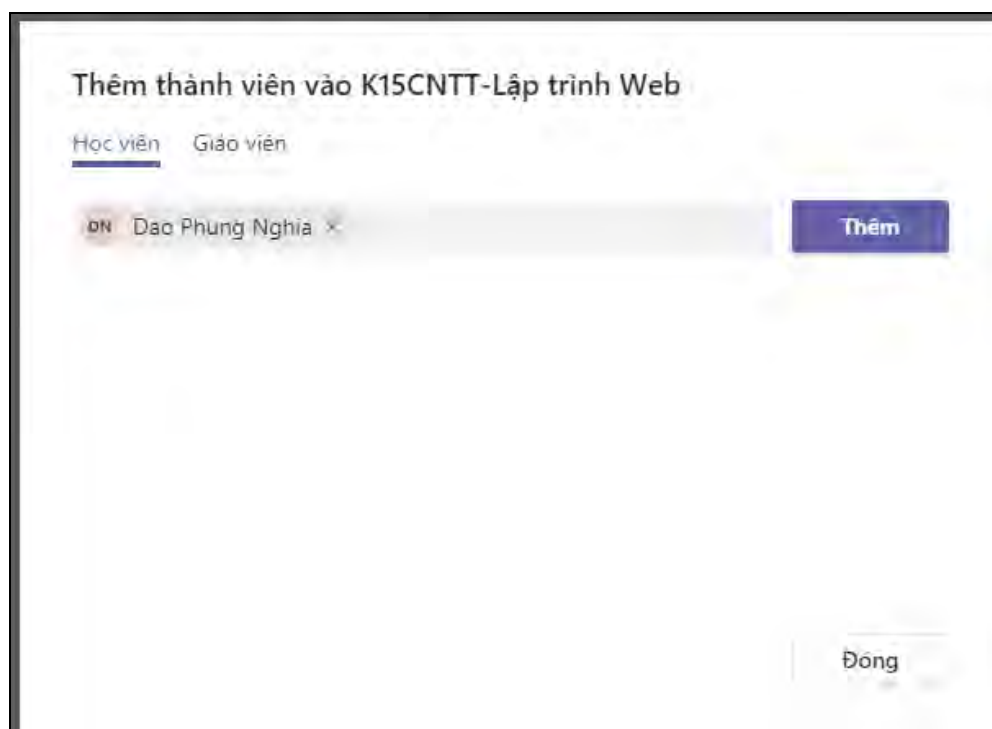 Thêm thành viên vào K15CNTT-Lập trình Web
Học viên Giáo viên
DN Dao Phung Nghia ×
Thêm
Đóng